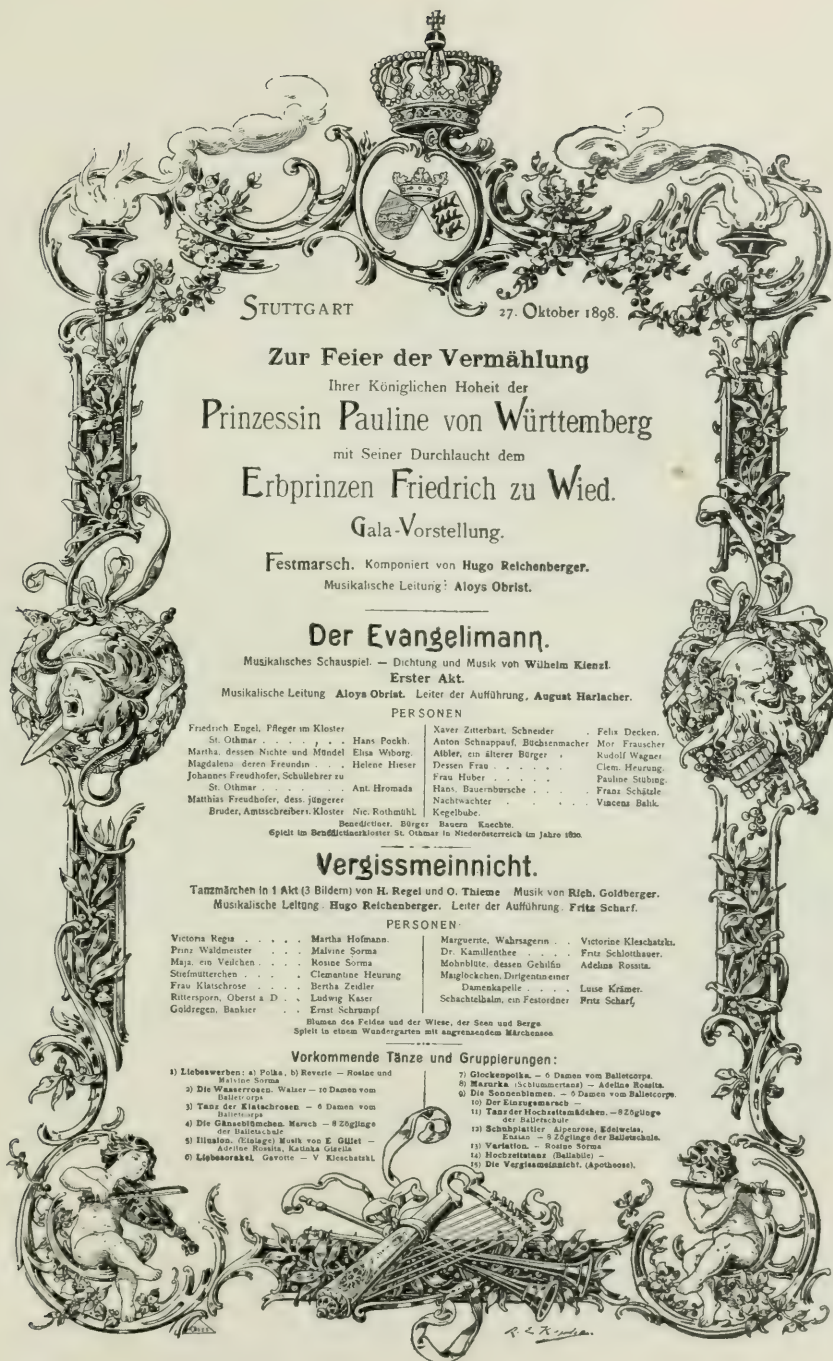 STUTTGART 27. Oktober 1898.
Zur Feier der Vermählung
Ihrer Königlichen Hoheit der
Prinzessin Pauline von Württemberg
mit Seiner Durchlaucht dem
Erbprinzen Friedrich zu Wied.
Gala-Vorstellung.
Festmarsch. Komponiert von Hugo Reichenberger.
Musikalische Leitung: Aloys Obrist.
Der Evangelimann.
Musikalisches Schauspiel. — Dichtung und Musik von Wilhelm Kienzl.
Erster Akt.
Musikalische Leitung Aloys Obrist. Leiter der Aufführung, August Harlacher.
PERSONEN
Friedrich Engel, Pfleger im Kloster
St. Othmar . . . . , . . Hans Pockh.
Martha, dessen Nichte und Mündel Elisa Wiborg.
Magdalena deren Freundin . . . Helene Hieser
Johannes Freudhofer, Schullehrer zu
St. Othmar . . . . . . Ant. Hromada
Matthias Freudhofer, dess. jüngerer
Bruder, Amtsschreiber i. Kloster Nic. Rothmühl.
Xaver Zitterbart, Schneider . Felix Decken.
Anton Schnappauf, Büchsenmacher Mor Frauscher
Aibler, ein älterer Bürger . Rudolf Wagner
Dessen Frau . . . . . Clem. Heurung.
Frau Huber . . . . . Pauline Stübing.
Hans, Bauernbursche . . . . Franz Schätzle
Nachtwächter . . . . . . Vincens Balik.
Kegelbube.
Benedictiner, Bürger Bauern Knechte.
Spielt im Benedictinerkloster St. Othmar in Niederösterreich im Jahre 1820.
Vergissmeinnicht.
Tanzmärchen in 1 Akt (3 Bildern) von H. Regel und O. Thieme Musik von Rich. Goldberger.
Musikalische Leitung Hugo Reichenberger. Leiter der Aufführung Fritz Scharf.
PERSONEN
Victoria Regia . . . . . Martha Hofmann.
Prinz Waldmeister . . . . Malvine Sorma
Maja, ein Veilchen . . . . Rosine Sorma
Stiefmütterchen . . . . . Clementine Heurung
Frau Klatschrose . . . . Bertha Zeidler
Rittersporn, Oberst a D . . Ludwig Kaser
Goldregen, Bankier . . . Ernst Schrumpf
Marguerite, Wahrsagerin . . Victorine Kleschatzki.
Dr. Kamillenthee . . . . Fritz Schlotthauer.
Mohnblüte, dessen Gehilfin Adelina Rossita.
Maiglöckchen, Dirigentin einer
Damenkapelle . . . . Luise Krämer.
Schachtelhalm, ein Festordner Fritz Scharf,
Blumen des Feldes und der Wiese, der Seen und Berge
Spielt in einem Wundergarten mit angrenzendem Märchensee
Vorkommende Tänze und Gruppierungen:
1) Liebeswerben: a) Polka, b) Reverie — Rosine und
Malvine Sorma
2) Die Wasserrosen. Walzer — 10 Damen vom
Balletcorps
3) Tanz der Klatschrosen — 6 Damen vom
Balletcorps
4) Die Gänseblümchen. Marsch — 8 Zöglinge
der Balletschule
5) Illusion. (Einlage) Musik von E. Gillet —
Adeline Rossita, Katinka Gizella
6) Liebesorakel. Gavotte — V Kleschatzki.
7) Glockenpolka. — 6 Damen vom Balletcorps.
8) Mazurka (Schlummertanz) — Adeline Rossita.
9) Die Sonnenblumen. — 6 Damen vom Balletcorps.
10) Der Einzugsmarsch —
11) Tanz der Hochzeitsmädchen. — 8 Zöglinge
der Balletschule
12) Schuhplattler Alpenrose, Edelweiss,
Enzian — 8 Zöglinge der Balletschule.
13) Variation. — Rosine Sorma
14) Hochzeitstanz (Ballabile) —
15) Die Vergissmeinnicht. (Apotheose).